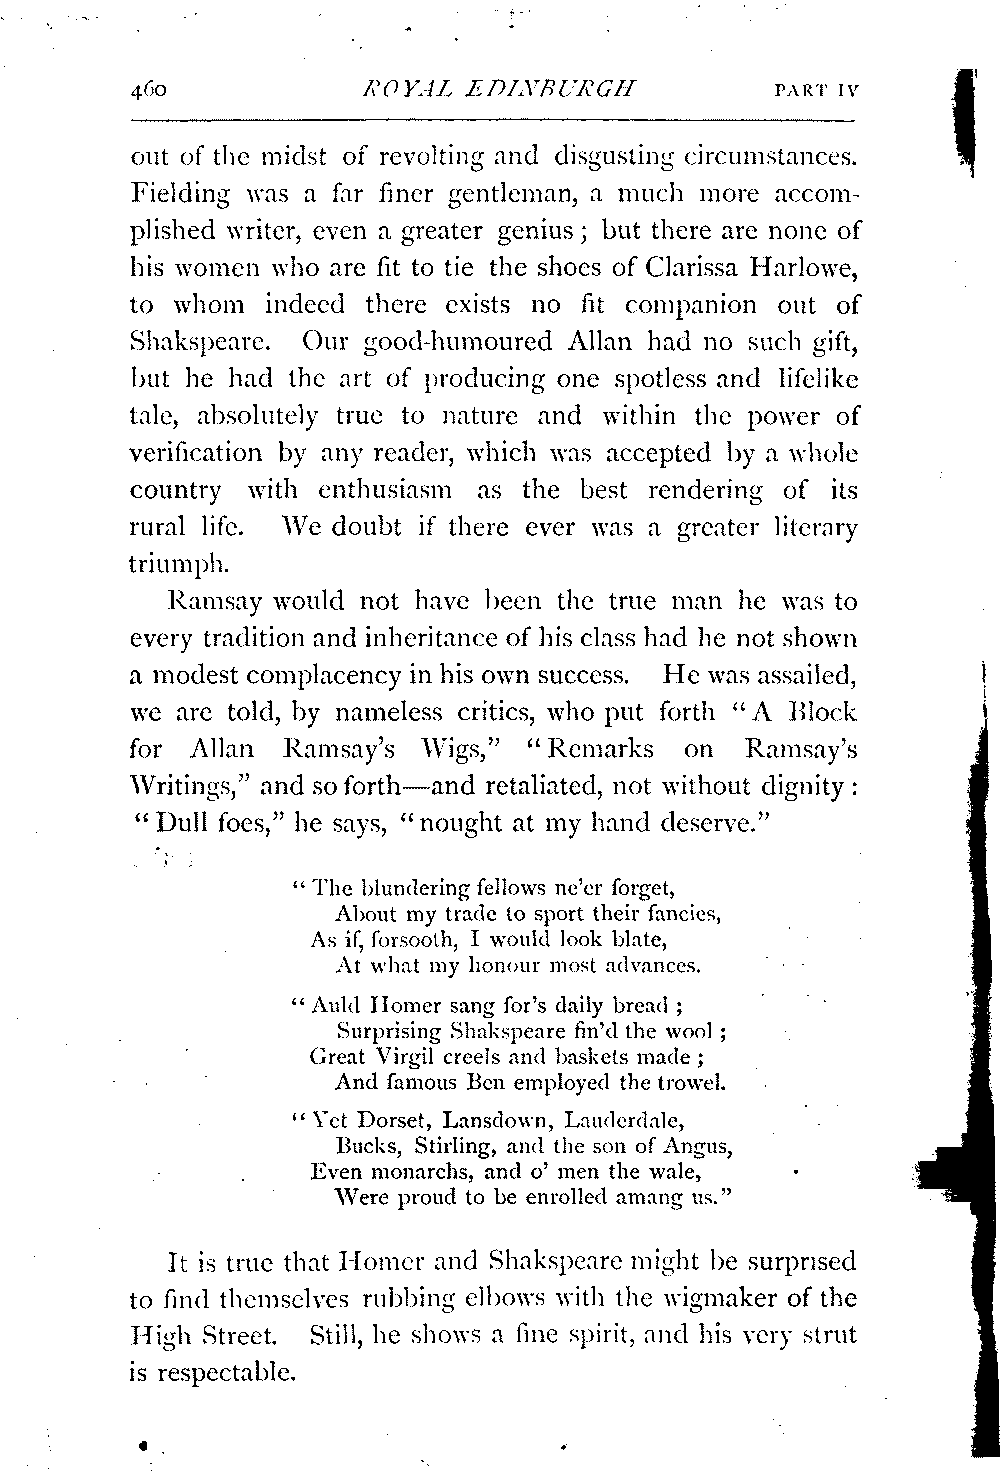 460 ROYAL EDINBURGH PART IV
out of the midst of revolting and disgusting circumstances.
Fielding was a far finer gentleman, a much more accom-
plished writer, even a greater genius; but there are none of
his women who are fit to tie the shoes of Clarissa Harlowe,
to whom indeed there exists no fit companion out of
Shakspeare. Our good-humoured Allan had no such gift,
but he had the art of producing one spotless and lifelike
tale, absolutely true to nature and within the power of
verification by any reader, which was accepted by a whole
country with enthusiasm as the best rendering of its
rural life. We doubt if there ever was a greater literary
triumph.
Ramsay would not have been the true man he was to
every tradition and inheritance of his class had he not shown
a modest complacency in his own success. He was assailed,
we are told, by nameless critics, who put forth “A Block
for Allan Ramsay’s Wigs,” “Remarks on Ramsay’s
Writings,” and so forth—and retaliated, not without dignity:
“Dull foes,” he says, “nought at my hand deserve.”
“The blundering fellows ne’er forget,
About my trade to sport their fancies,
As if, forsooth, I would look blate,
At what my honour most advances.
“Auld Homer sang for’s daily bread;
Surprising Shakspeare fin’d the wool;
Great Virgil creels and baskets made;
And famous Ben employed the trowel.
“Yet Dorset, Lansdown, Lauderdale,
Bucks, Stirling, and the son of Angus,
Even monarchs, and o’ men the wale,
Were proud to be enrolled amang us.”
It is true that Homer and Shakspeare might be surprised
to find themselves rubbing elbows with the wigmaker of the
High Street. Still, he shows a fine spirit, and his very strut
is respectable.